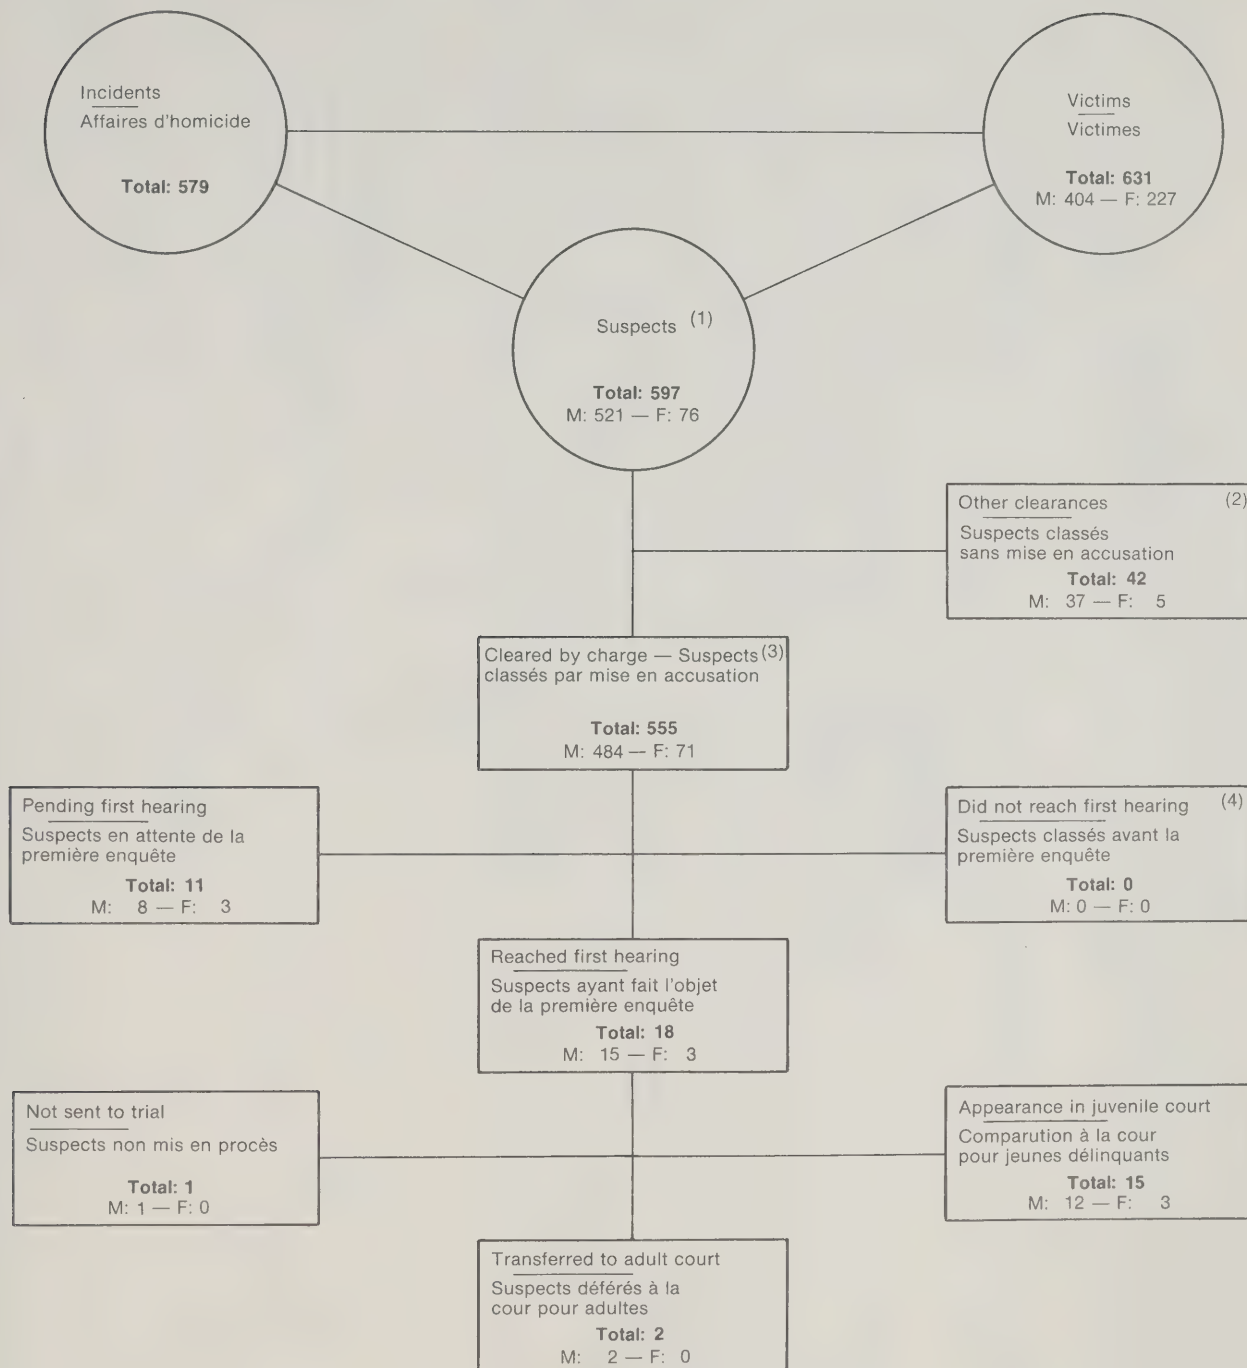 Incidents
Affaires d'homicide
Total: 579
Victims
Victimes
Total: 631
M: 404 — F: 227
Suspects (1)
Total: 597
M: 521 — F: 76
Other clearances (2)
Suspects classés
sans mise en accusation
Total: 42
M: 37 — F: 5
Cleared by charge — Suspects (3)
classés par mise en accusation
Total: 555
M: 484 — F: 71
Pending first hearing
Suspects en attente de la
première enquête
Total: 11
M: 8 — F: 3
Did not reach first hearing (4)
Suspects classés avant la
première enquête
Total: 0
M: 0 — F: 0
Reached first hearing
Suspects ayant fait l'objet
de la première enquête
Total: 18
M: 15 — F: 3
Not sent to trial
Suspects non mis en procès
Total: 1
M: 1 — F: 0
Appearance in juvenile court
Comparution à la cour
pour jeunes délinquants
Total: 15
M: 12 — F: 3
Transferred to adult court
Suspects déférés à la
cour pour adultes
Total: 2
M: 2 — F: 0